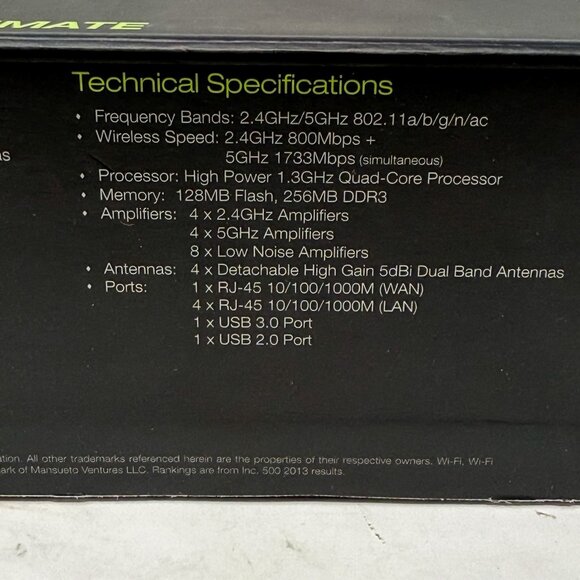 MATE
Technical Specifications
• Frequency Bands: 2.4GHz/5GHz 802.11a/b/g/n/ac
• Wireless Speed: 2.4GHz 800Mbps +
5GHz 1733Mbps (simultaneous)
as
• Processor: High Power 1.3GHz Quad-Core Processor
• Memory: 128MB Flash, 256MB DDR3
• Amplifiers: 4 x 2.4GHz Amplifiers
4 x 5GHz Amplifiers
8 x Low Noise Amplifiers
• Antennas: 4 x Detachable High Gain 5dBi Dual Band Antennas
• Ports: 1 x RJ-45 10/100/1000M (WAN)
4 x RJ-45 10/100/1000M (LAN)
1 x USB 3.0 Port
1 x USB 2.0 Port
ation. All other trademarks referenced herein are the properties of their respective owners. Wi-Fi, Wi-Fi
ark of Mansueto Ventures LLC. Rankings are from Inc. 500 2013 results.